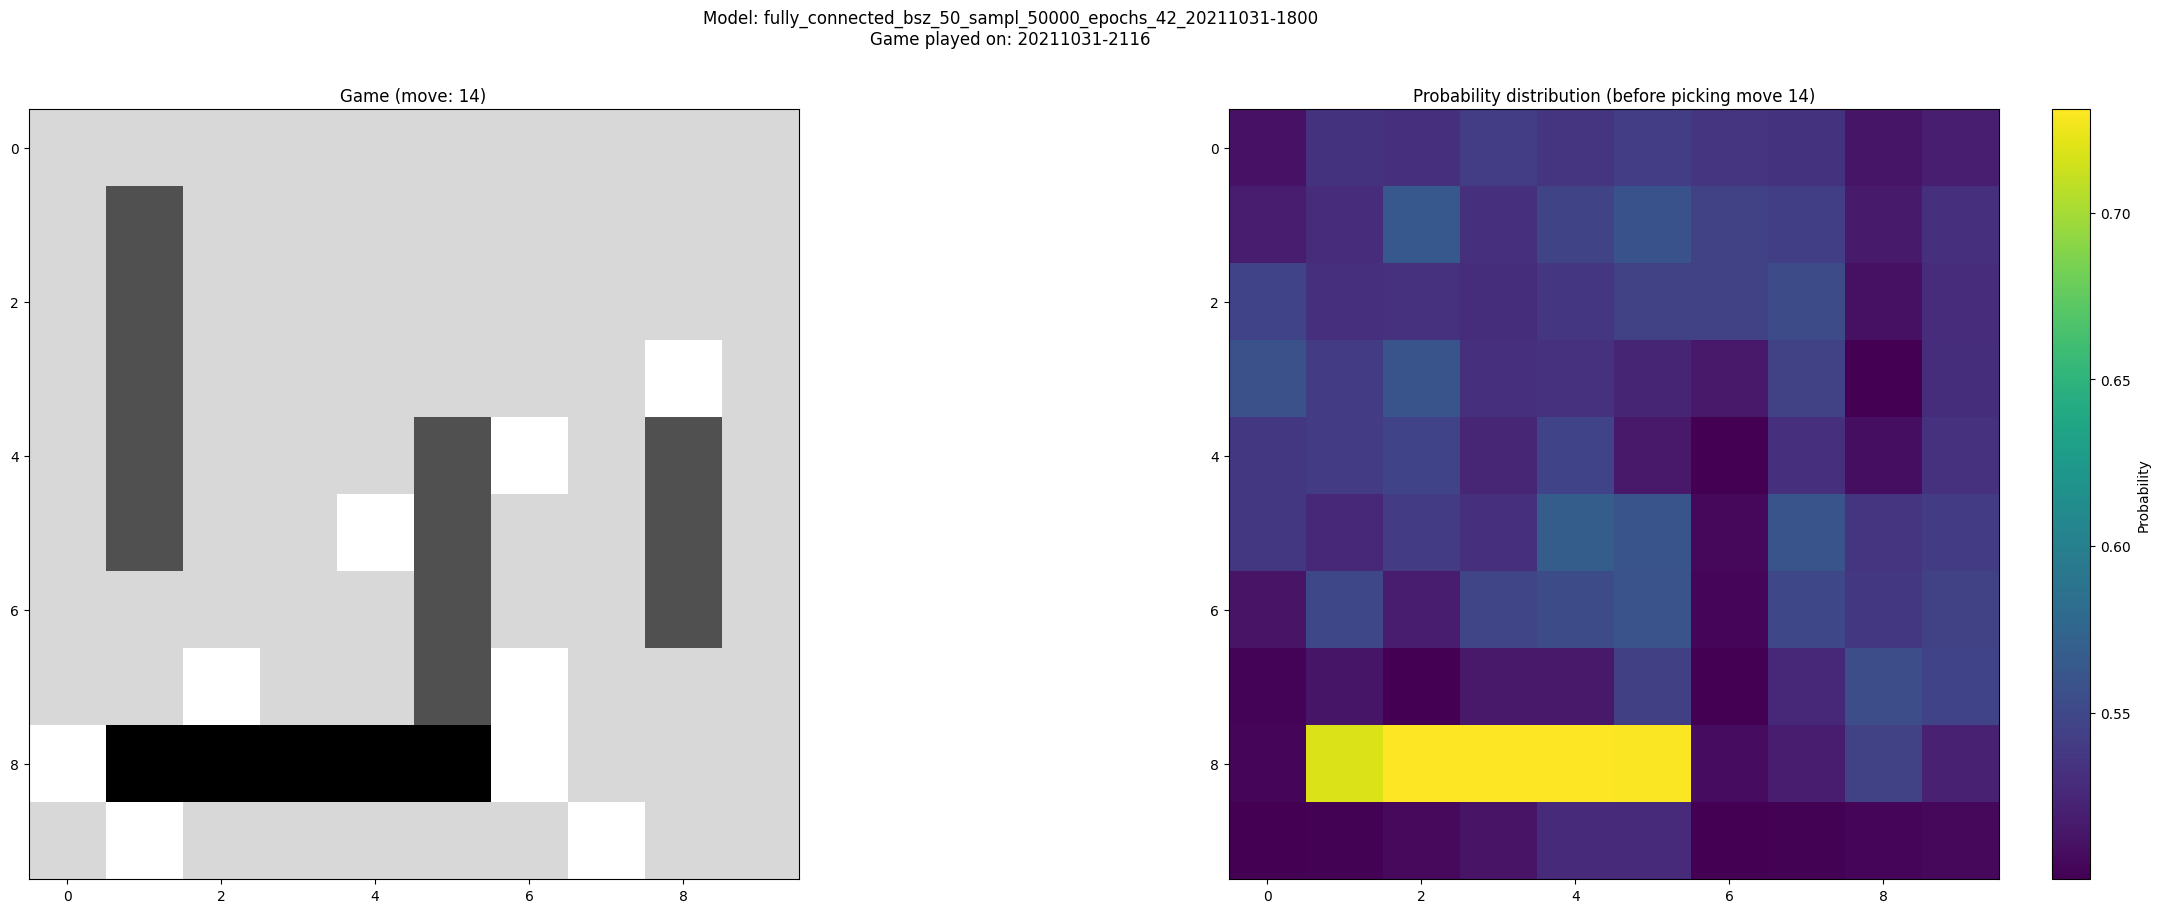 Model: fully_connected_bsz_50_sampl_50000_epochs_42_20211031-1800
Game played on: 20211031-2116
Game (move: 14)
0
2
4
6
8
0 2 4 6 8
Probability distribution (before picking move 14)
0
2
4
6
8
0 2 4 6 8
0.70
0.65
0.60
0.55
Probability